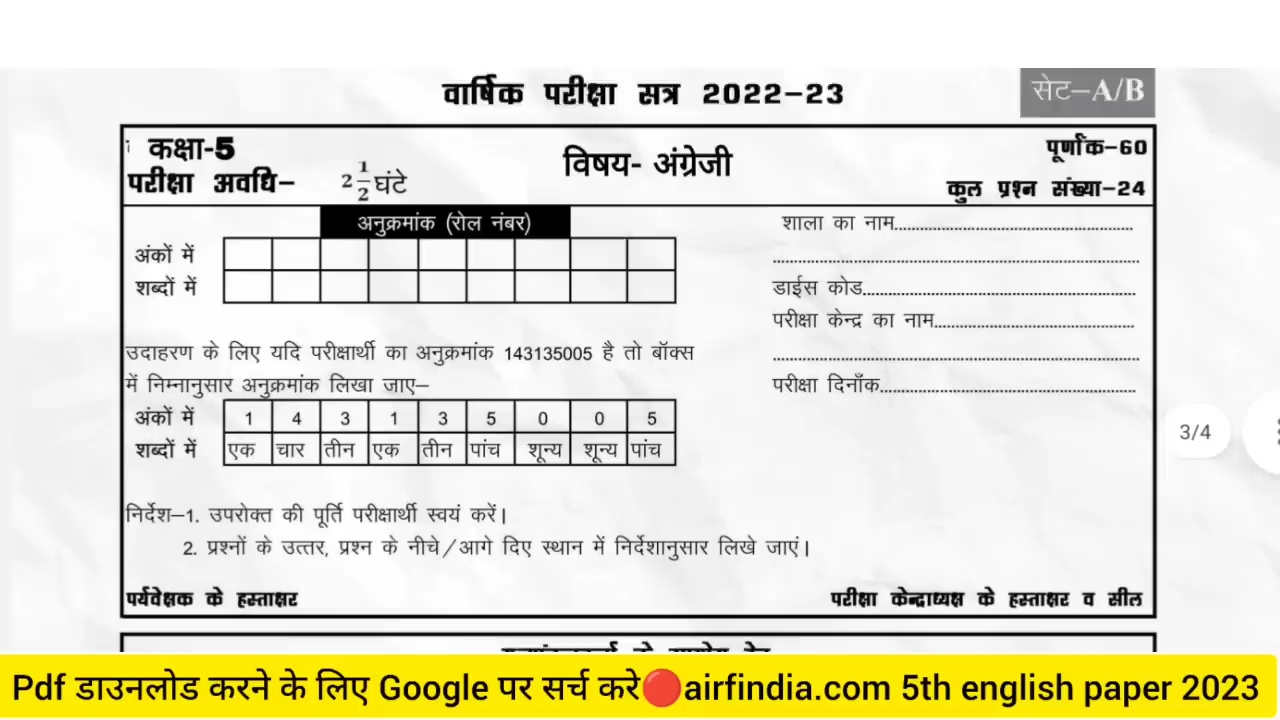 वार्षिक परीक्षा सत्र 2022–23
सेट–A/B
कक्षा-5
विषय- अंग्रेजी
पूर्णांक–60
परीक्षा अवधि– 2 1/2 घंटे
कुल प्रश्न संख्या–24
अनुक्रमांक (रोल नंबर)
शाला का नाम
अंकों में
शब्दों में
डाईस कोड
परीक्षा केन्द्र का नाम
उदाहरण के लिए यदि परीक्षार्थी का अनुक्रमांक 143135005 है तो बॉक्स
में निम्नानुसार अनुक्रमांक लिखा जाए–
परीक्षा दिनाँक
अंकों में 1 4 3 1 3 5 0 0 5
शब्दों में एक चार तीन एक तीन पांच शून्य शून्य पांच
3/4
निर्देश–1. उपरोक्त की पूर्ति परीक्षार्थी स्वयं करें।
2. प्रश्नों के उत्तर, प्रश्न के नीचे/आगे दिए स्थान में निर्देशानुसार लिखे जाएं।
पर्यवेक्षक के हस्ताक्षर
परीक्षा केन्द्राध्यक्ष के हस्ताक्षर व सील
Pdf डाउनलोड करने के लिए Google पर सर्च करे🔴airfindia.com 5th english paper 2023